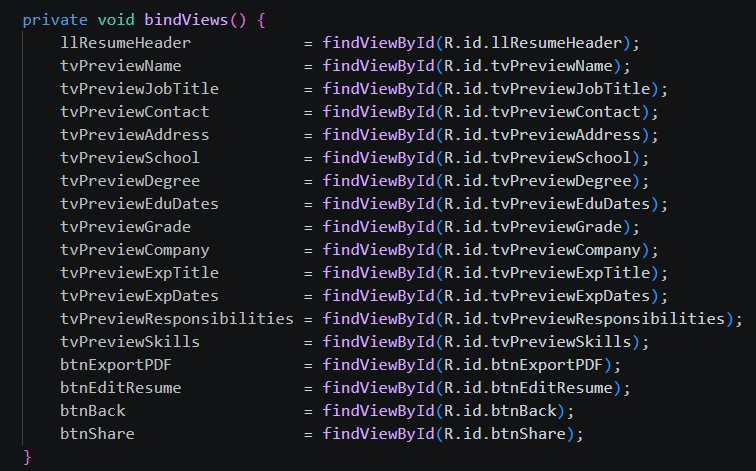 private void bindViews() {
    llResumeHeader            = findViewById(R.id.llResumeHeader);
    tvPreviewName             = findViewById(R.id.tvPreviewName);
    tvPreviewJobTitle         = findViewById(R.id.tvPreviewJobTitle);
    tvPreviewContact          = findViewById(R.id.tvPreviewContact);
    tvPreviewAddress          = findViewById(R.id.tvPreviewAddress);
    tvPreviewSchool           = findViewById(R.id.tvPreviewSchool);
    tvPreviewDegree           = findViewById(R.id.tvPreviewDegree);
    tvPreviewEduDates         = findViewById(R.id.tvPreviewEduDates);
    tvPreviewGrade            = findViewById(R.id.tvPreviewGrade);
    tvPreviewCompany          = findViewById(R.id.tvPreviewCompany);
    tvPreviewExpTitle         = findViewById(R.id.tvPreviewExpTitle);
    tvPreviewExpDates         = findViewById(R.id.tvPreviewExpDates);
    tvPreviewResponsibilities = findViewById(R.id.tvPreviewResponsibilities);
    tvPreviewSkills           = findViewById(R.id.tvPreviewSkills);
    btnExportPDF              = findViewById(R.id.btnExportPDF);
    btnEditResume             = findViewById(R.id.btnEditResume);
    btnBack                   = findViewById(R.id.btnBack);
    btnShare                  = findViewById(R.id.btnShare);
}